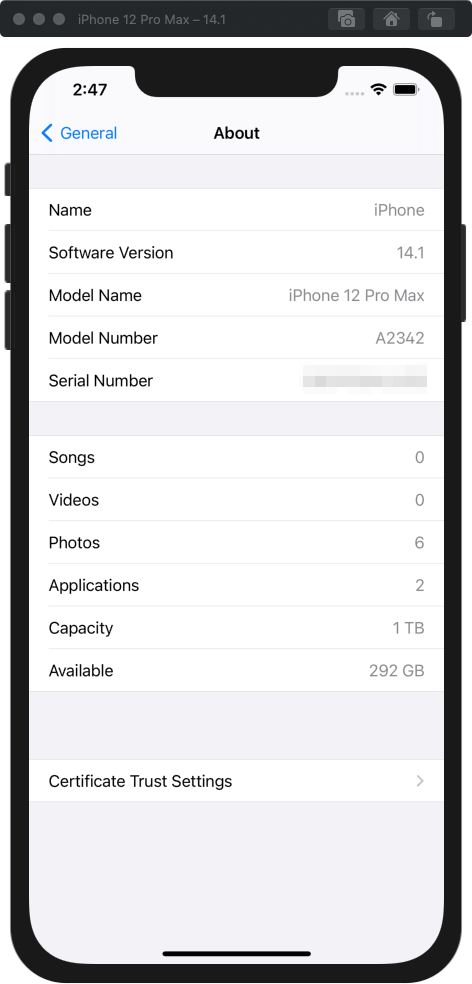 iPhone 12 Pro Max – 14.1
2:47
General
About
Name iPhone
Software Version 14.1
Model Name iPhone 12 Pro Max
Model Number A2342
Serial Number
Songs 0
Videos 0
Photos 6
Applications 2
Capacity 1 TB
Available 292 GB
Certificate Trust Settings